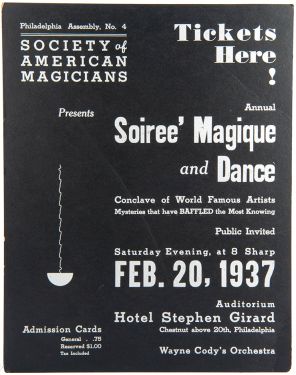 Philadelphia Assembly, No. 4
SOCIETY of
AMERICAN
MAGICIANS
Tickets
Here
!
Presents
Annual
Soiree' Magique
and Dance
Conclave of World Famous Artists
Mysteries that have BAFFLED the Most Knowing
Public Invited
Saturday Evening, at 8 Sharp
FEB. 20, 1937
Auditorium
Hotel Stephen Girard
Chestnut above 20th, Philadelphia
Wayne Cody's Orchestra
Admission Cards
General . .75
Reserved $1.00
Tax Included